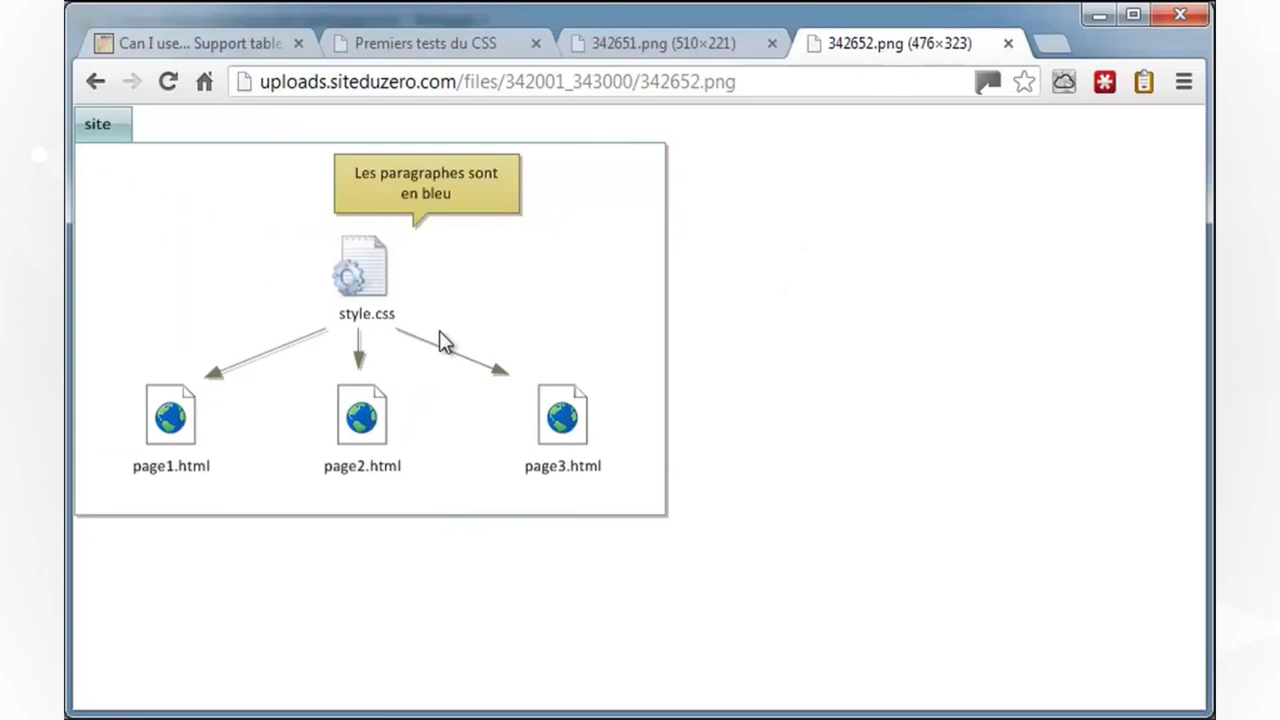 Can I use... Support table
Premiers tests du CSS
342651.png (510×221)
342652.png (476×323)
uploads.siteduzero.com/files/342001_343000/342652.png
site
Les paragraphes sont
en bleu
style.css
page1.html
page2.html
page3.html